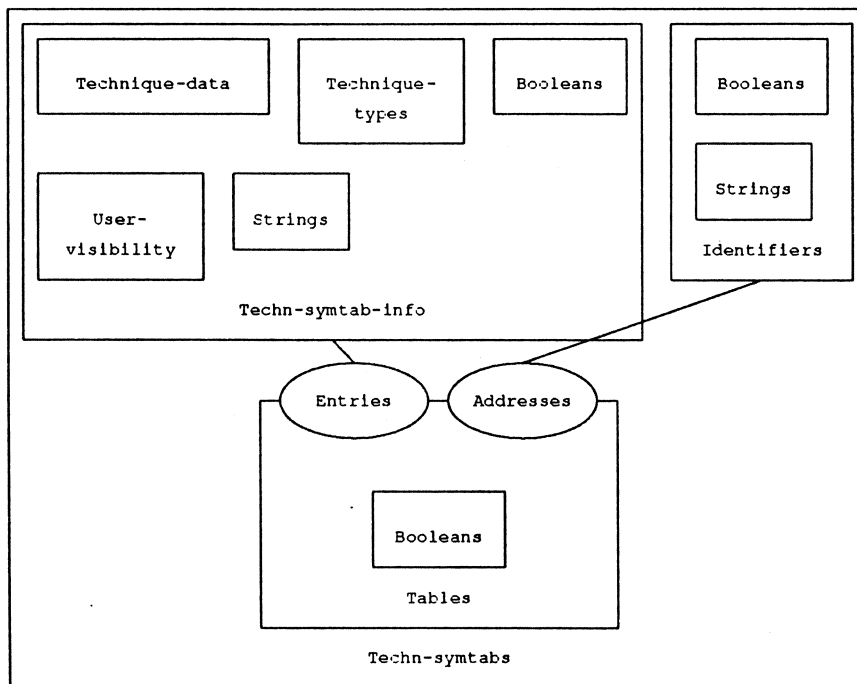 Technique-data
Technique-
types
Booleans
Booleans
Strings
Identifiers
User-
visibility
Strings
Techn-symtab-info
Entries
Addresses
Booleans
Tables
Techn-symtabs